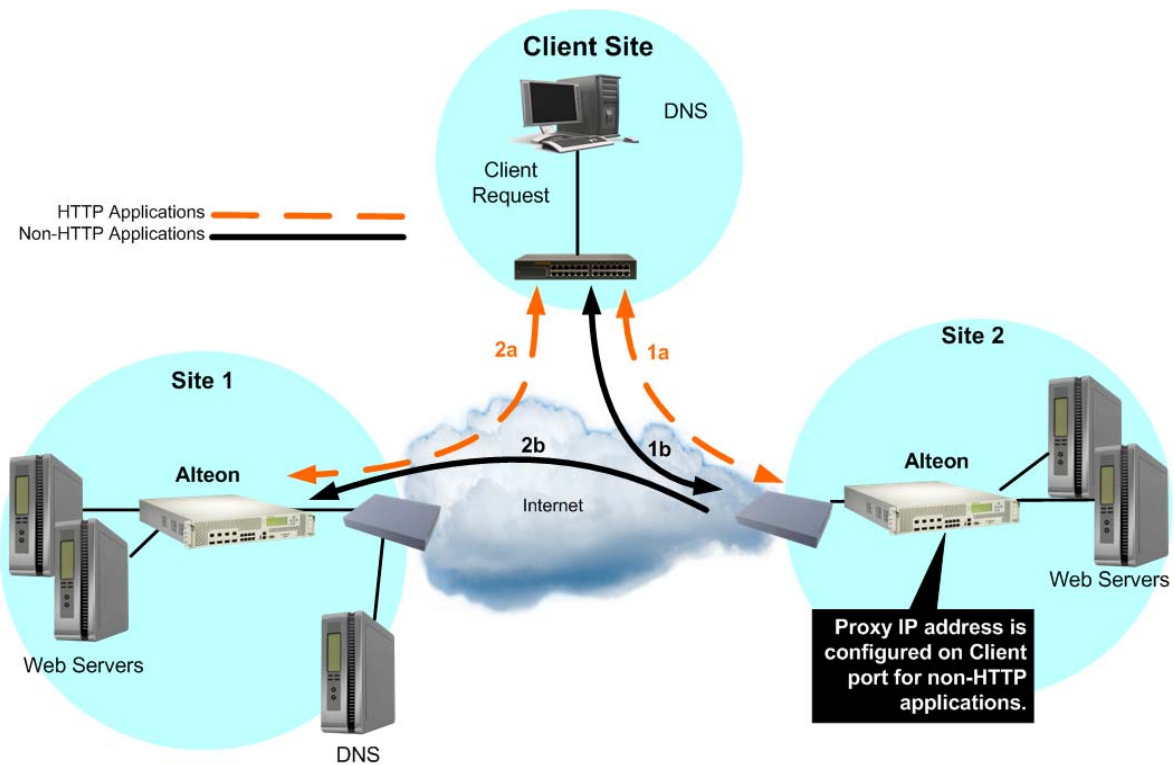 Client Site
DNS
Client
Request
HTTP Applications
Non-HTTP Applications
2a
1a
Site 2
Site 1
2b
1b
Alteon
Alteon
Internet
Web Servers
Proxy IP address is
configured on Client
port for non-HTTP
applications.
Web Servers
DNS